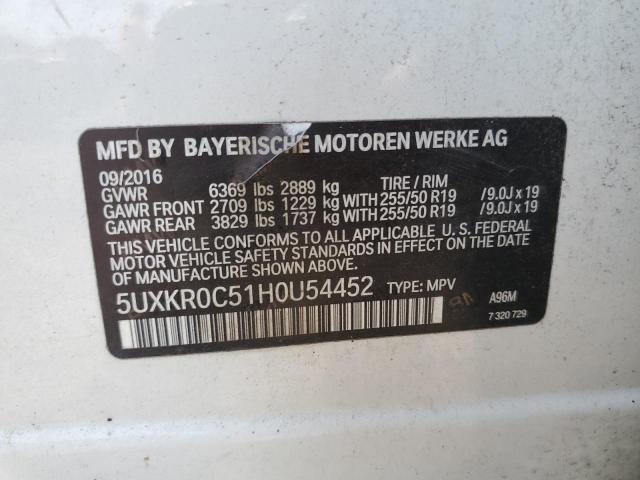 MFD BY BAYERISCHE MOTOREN WERKE AG
09/2016 TIRE / RIM
GVWR 6369 lbs 2889 kg
GAWR FRONT 2709 lbs 1229 kg WITH 255/50 R19 /9.0J x 19
GAWR REAR 3829 lbs 1737 kg WITH 255/50 R19 /9.0J x 19
THIS VEHICLE CONFORMS TO ALL APPLICABLE U. S. FEDERAL
MOTOR VEHICLE SAFETY STANDARDS IN EFFECT ON THE DATE
OF MANUFACTURE SHOWN ABOVE.
5UXKR0C51H0U54452 TYPE: MPV
A96M
7 320 729